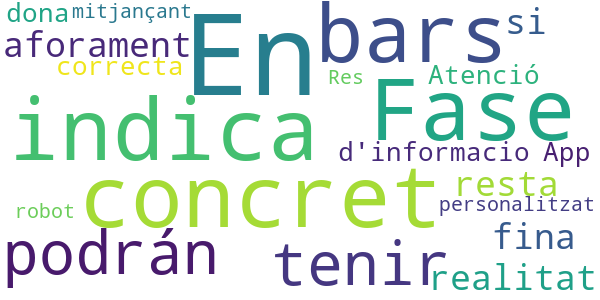 dona mitjançant En bars si
aforament
correcta Res Atenció
indica Fase
d'informacio App
concret resta
robot personalitzat
podrán tenir fina
realitat